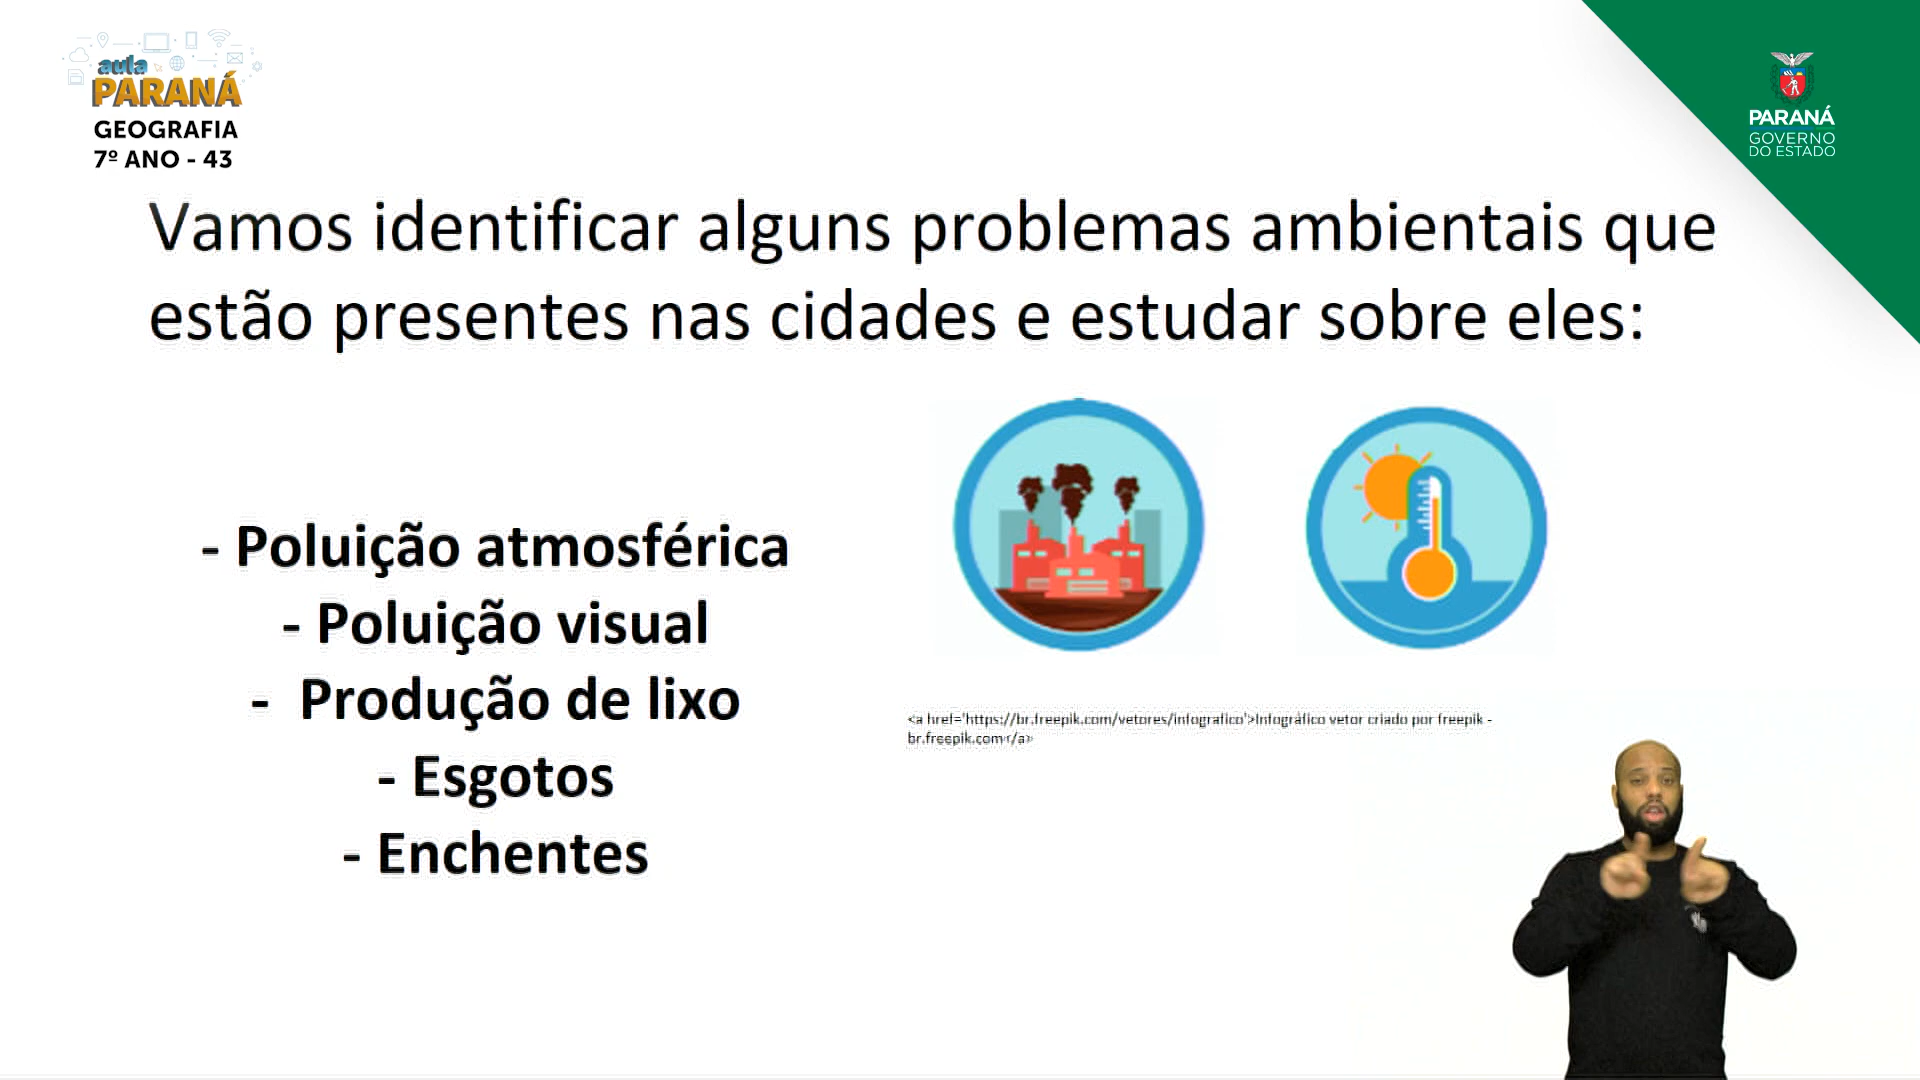 aula
PARANÁ
GEOGRAFIA
7º ANO - 43
PARANÁ
GOVERNO
DO ESTADO
Vamos identificar alguns problemas ambientais que
estão presentes nas cidades e estudar sobre eles:
- Poluição atmosférica
- Poluição visual
- Produção de lixo
- Esgotos
- Enchentes
<a href='https://br.freepik.com/vetores/infografico'>Infográfico vetor criado por freepik -
br.freepik.com</a>